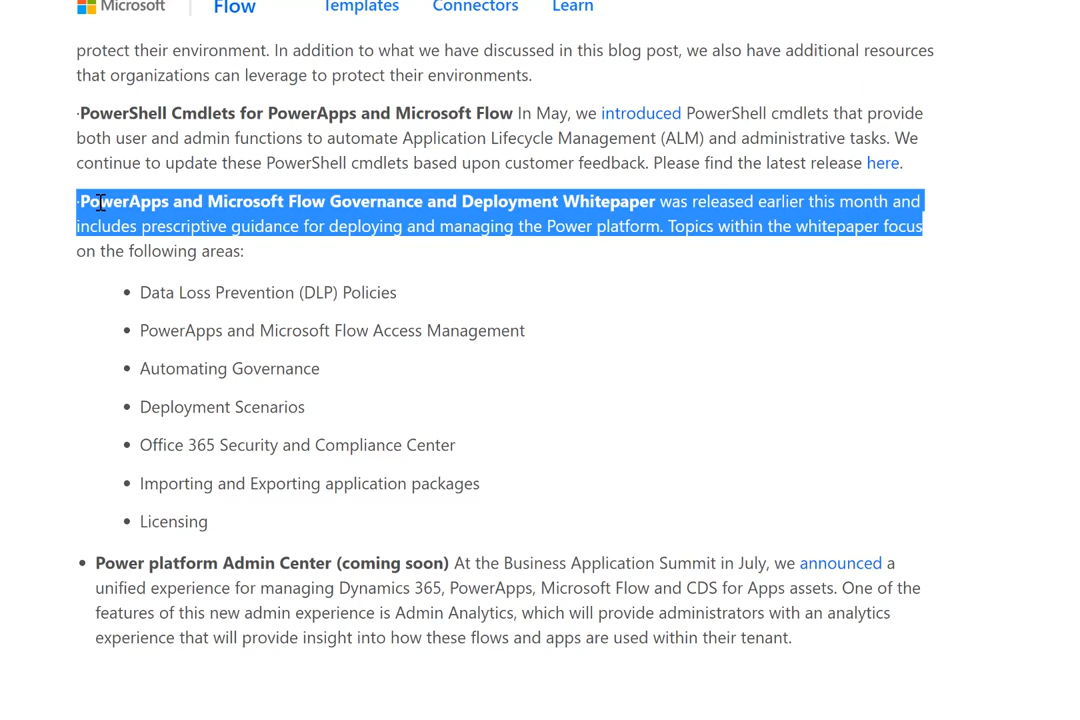 Microsoft | Flow Templates Connectors Learn
protect their environment. In addition to what we have discussed in this blog post, we also have additional resources
that organizations can leverage to protect their environments.
·PowerShell Cmdlets for PowerApps and Microsoft Flow In May, we introduced PowerShell cmdlets that provide
both user and admin functions to automate Application Lifecycle Management (ALM) and administrative tasks. We
continue to update these PowerShell cmdlets based upon customer feedback. Please find the latest release here.
·PowerApps and Microsoft Flow Governance and Deployment Whitepaper was released earlier this month and
includes prescriptive guidance for deploying and managing the Power platform. Topics within the whitepaper focus
on the following areas:
• Data Loss Prevention (DLP) Policies
• PowerApps and Microsoft Flow Access Management
• Automating Governance
• Deployment Scenarios
• Office 365 Security and Compliance Center
• Importing and Exporting application packages
• Licensing
• Power platform Admin Center (coming soon) At the Business Application Summit in July, we announced a
unified experience for managing Dynamics 365, PowerApps, Microsoft Flow and CDS for Apps assets. One of the
features of this new admin experience is Admin Analytics, which will provide administrators with an analytics
experience that will provide insight into how these flows and apps are used within their tenant.